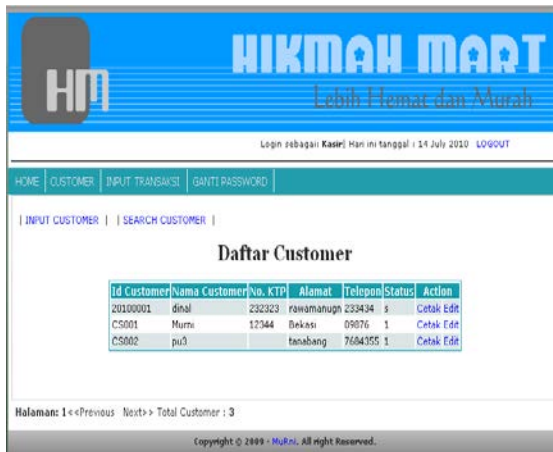 HM
HIKMAH MART
Lebih Hemat dan Murah
Login sebagai: Kasir| Hari ini tanggal : 14 July 2010 LOGOUT
HOME CUSTOMER INPUT TRANSAKSI GANTI PASSWORD
| INPUT CUSTOMER | | SEARCH CUSTOMER |
Daftar Customer
Id Customer Nama Customer No. KTP Alamat Telepon Status Action
20100001 dinal 232323 rawamangn 233434 s Cetak Edit
CS001 Murni 12344 Bekasi 09876 1 Cetak Edit
CS002 pu3 tanabang 7684355 1 Cetak Edit
Halaman: 1<<Previous Next>> Total Customer : 3
Copyright © 2009 - MuRni. All right Reserved.